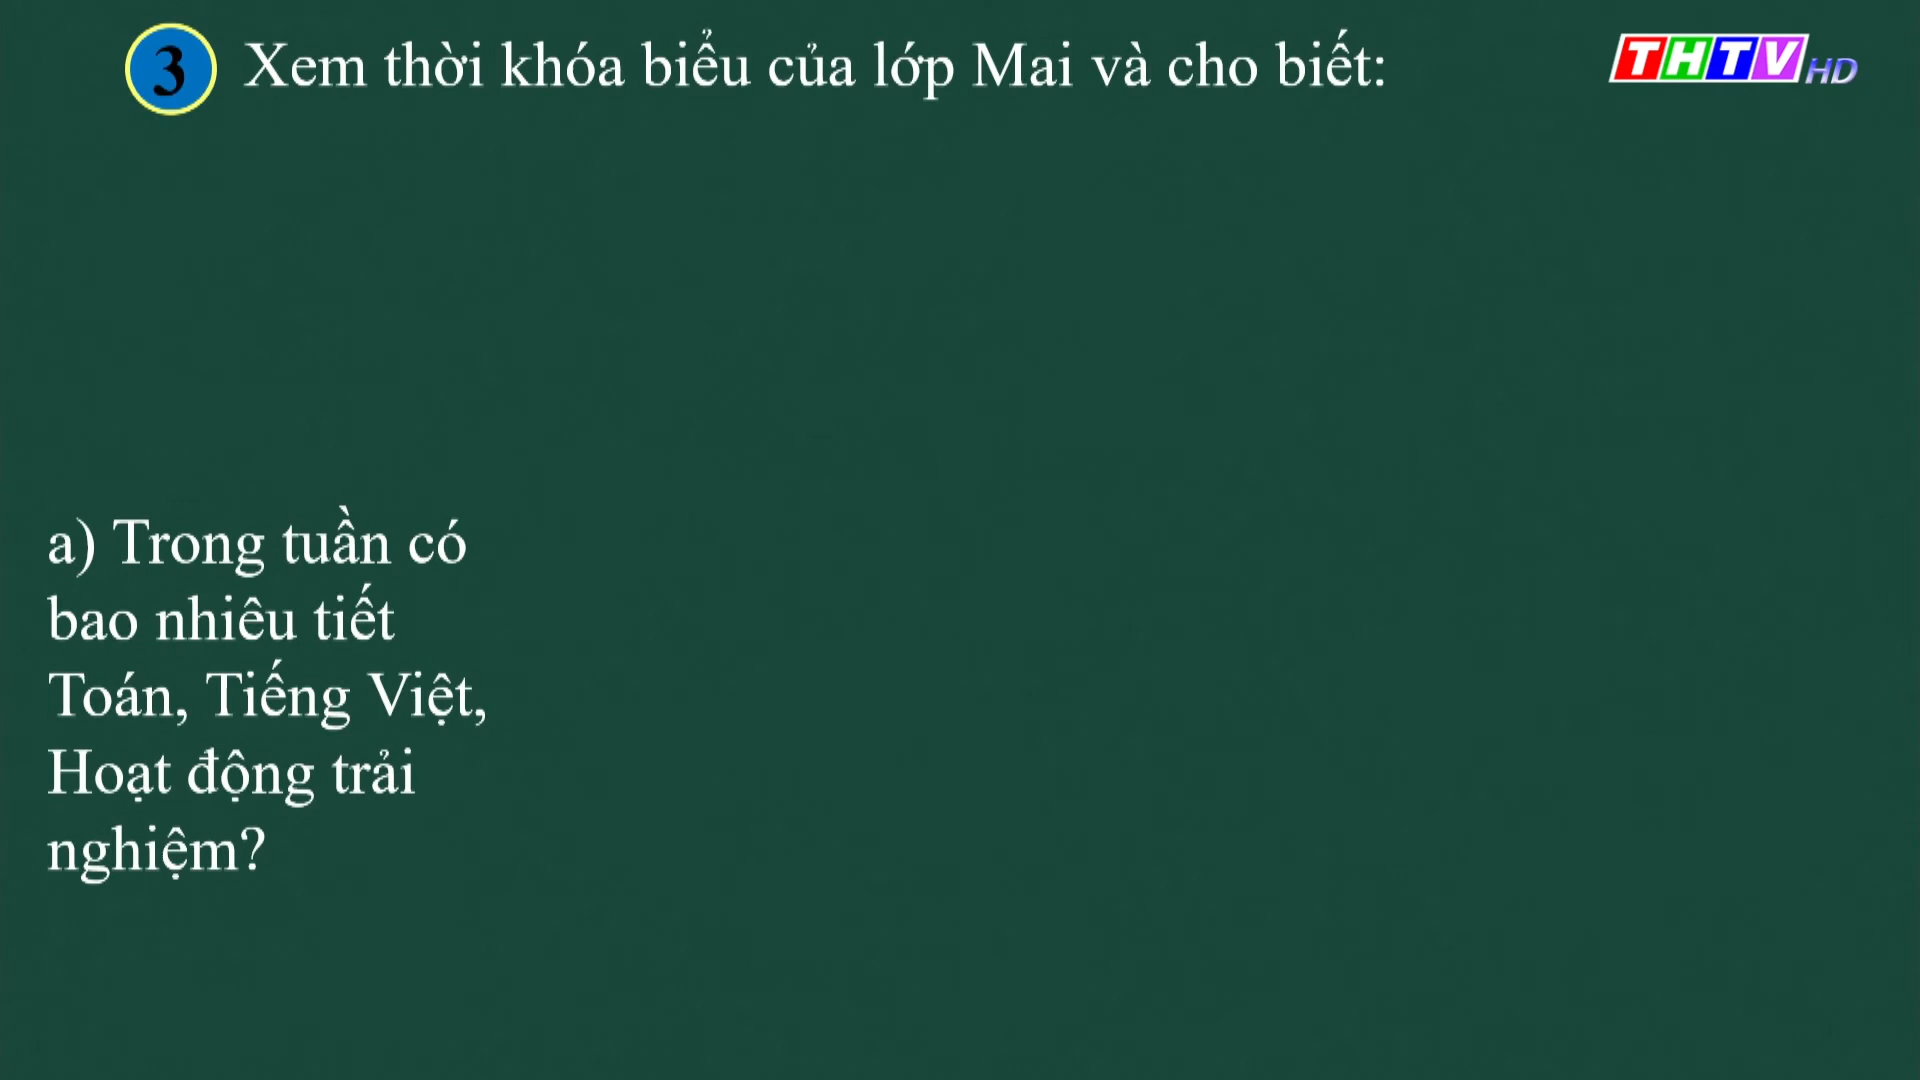 3 Xem thời khóa biểu của lớp Mai và cho biết:
THTV HD
a) Trong tuần có
bao nhiêu tiết
Toán, Tiếng Việt,
Hoạt động trải
nghiệm?